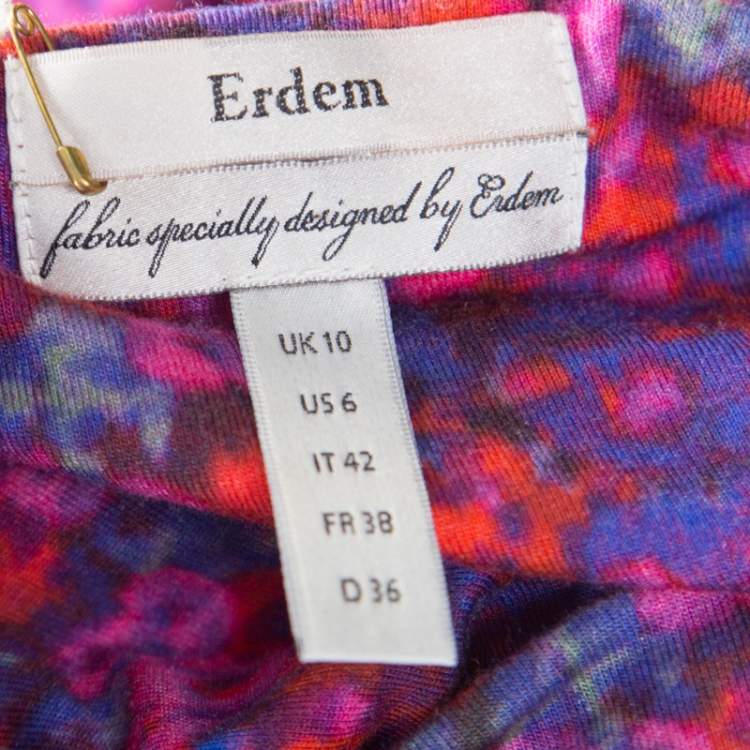 Erdem
fabric specially designed by Erdem
UK 10
US 6
IT 42
FR 38
D 36